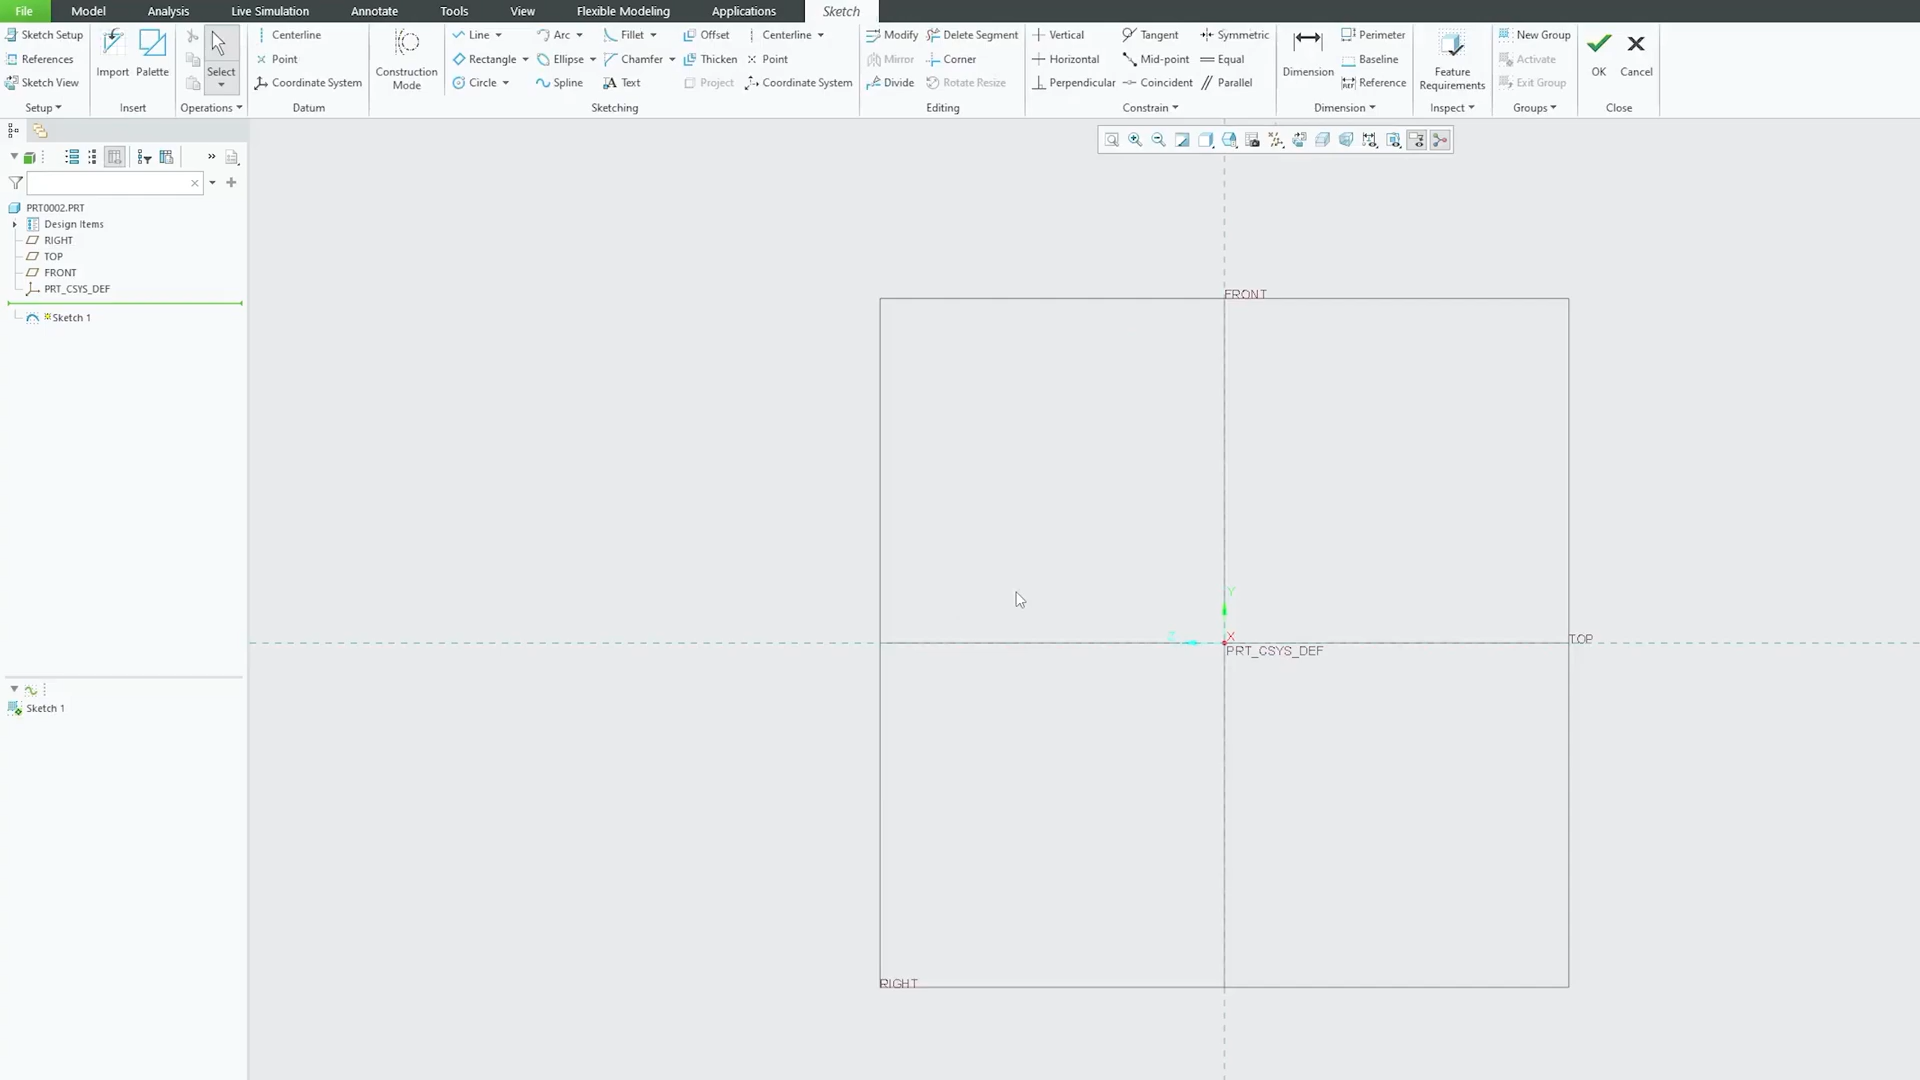 File Model Analysis Live Simulation Annotate Tools View Flexible Modeling Applications Sketch
Sketch Setup
References
Sketch View
Setup
Import Palette
Insert
Select
Operations
Centerline
Point
Coordinate System
Datum
Construction
Mode
Line Arc Fillet Offset Centerline
Rectangle Ellipse Chamfer Thicken Point
Circle Spline Text Project Coordinate System
Sketching
Modify Delete Segment
Mirror Corner
Divide Rotate Resize
Editing
Vertical Tangent Symmetric
Horizontal Mid-point Equal
Perpendicular Coincident Parallel
Constrain
Dimension
Perimeter
Baseline
REF Reference
Dimension
Feature
Requirements
Inspect
New Group
Activate
Exit Group
Groups
OK Cancel
Close
PRT0002.PRT
Design Items
RIGHT
TOP
FRONT
PRT_CSYS_DEF
Sketch 1
Sketch 1
FRONT
Y
Z
X
TOP
PRT_CSYS_DEF
RIGHT